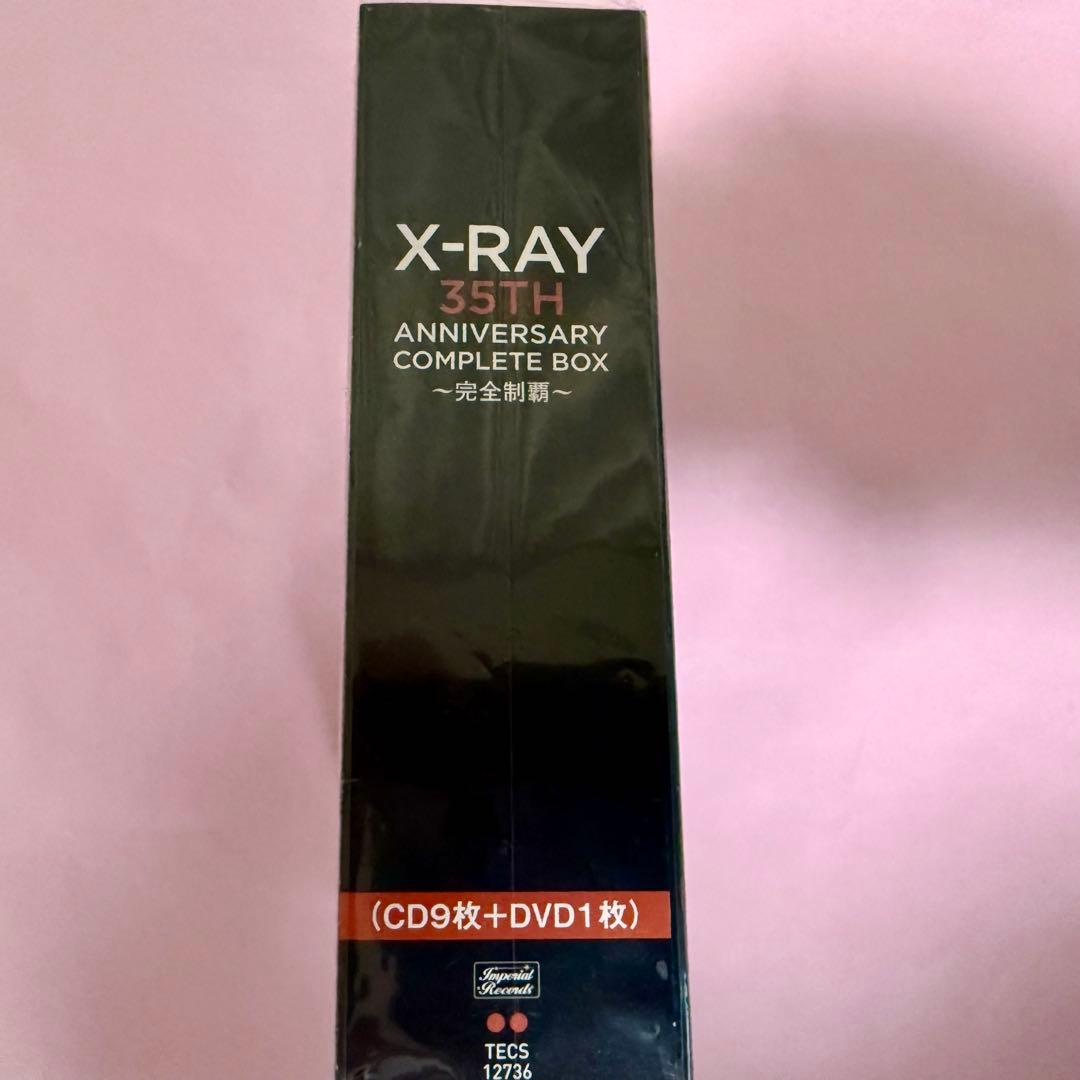 X-RAY
35TH
ANNIVERSARY
COMPLETE BOX
～完全制覇～
(CD9枚+DVD1枚)
Imperial
Records
TECS
12736